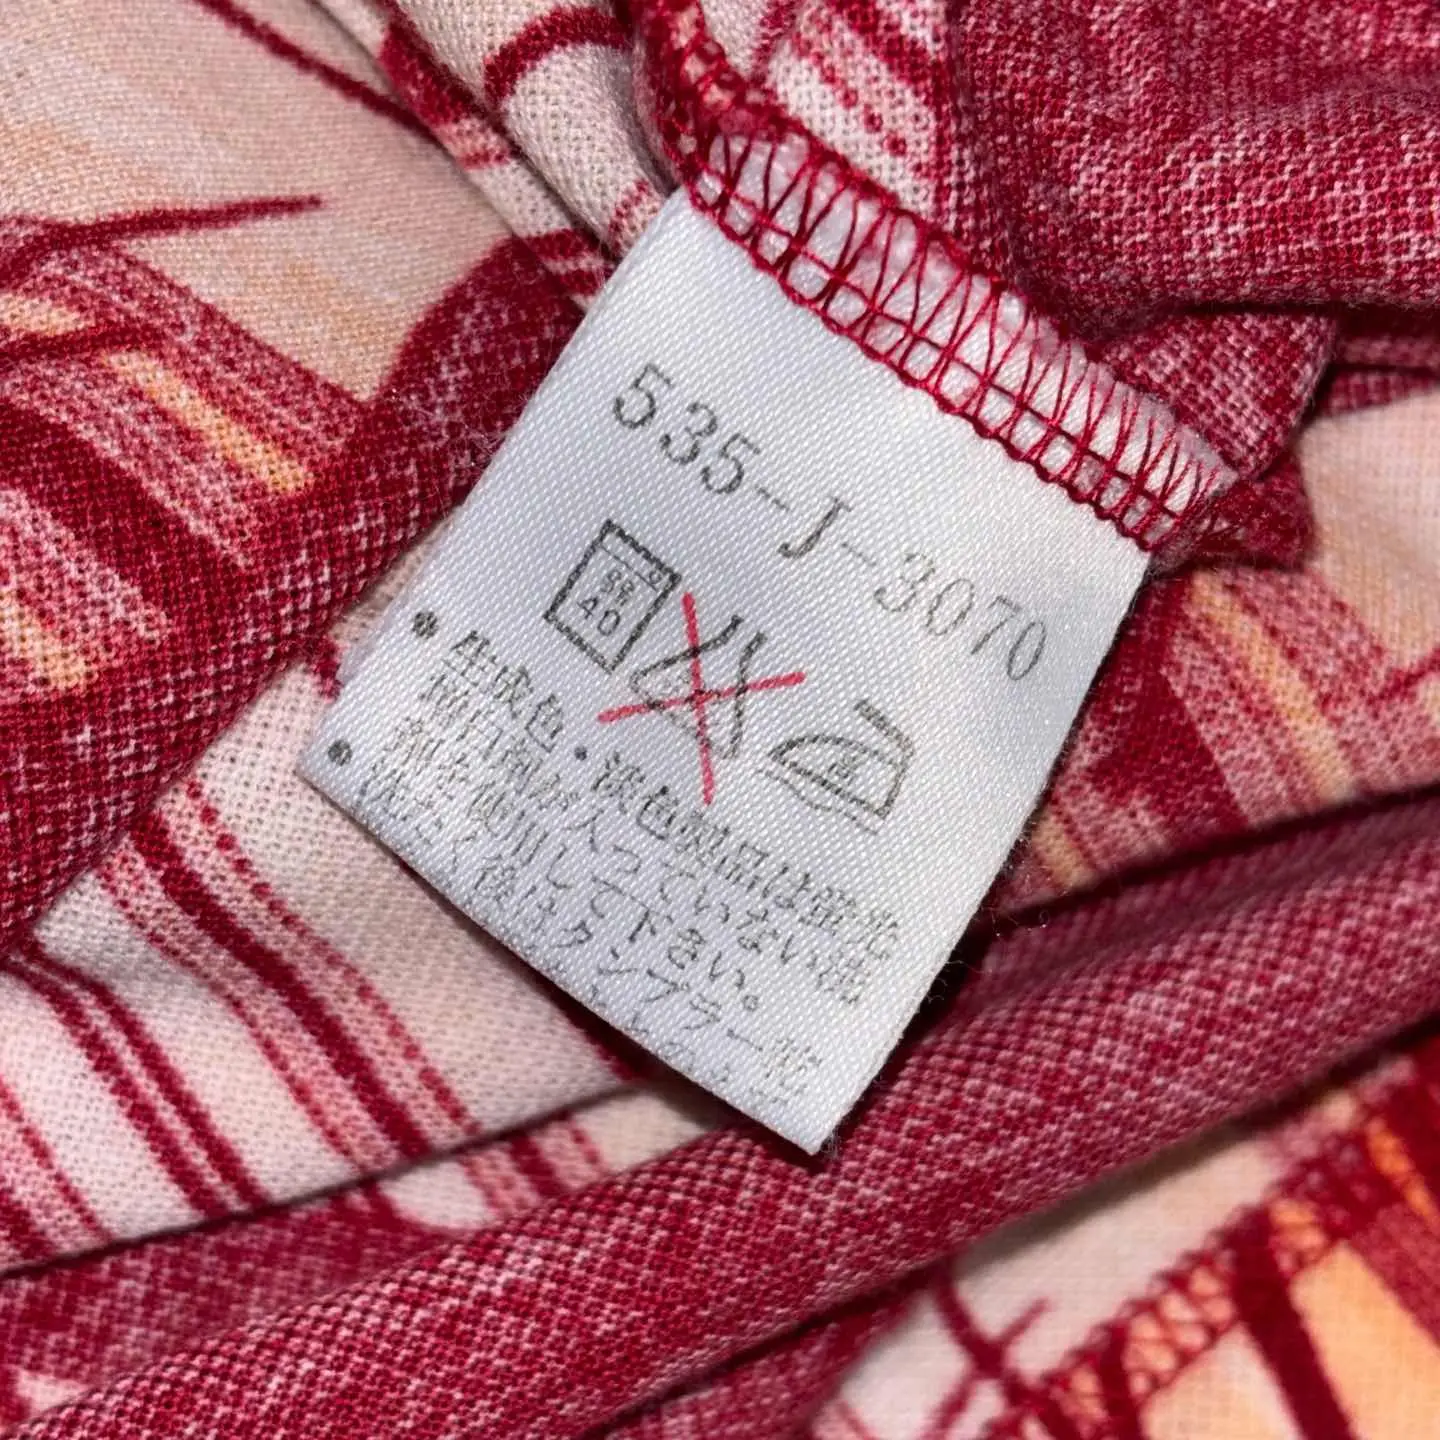 535-J-3070
弱
40
中
・生成色・淡色製品は蛍光
増白剤が入っていない洗
剤を使用して下さい。
・洗たく後はタンブラー乾